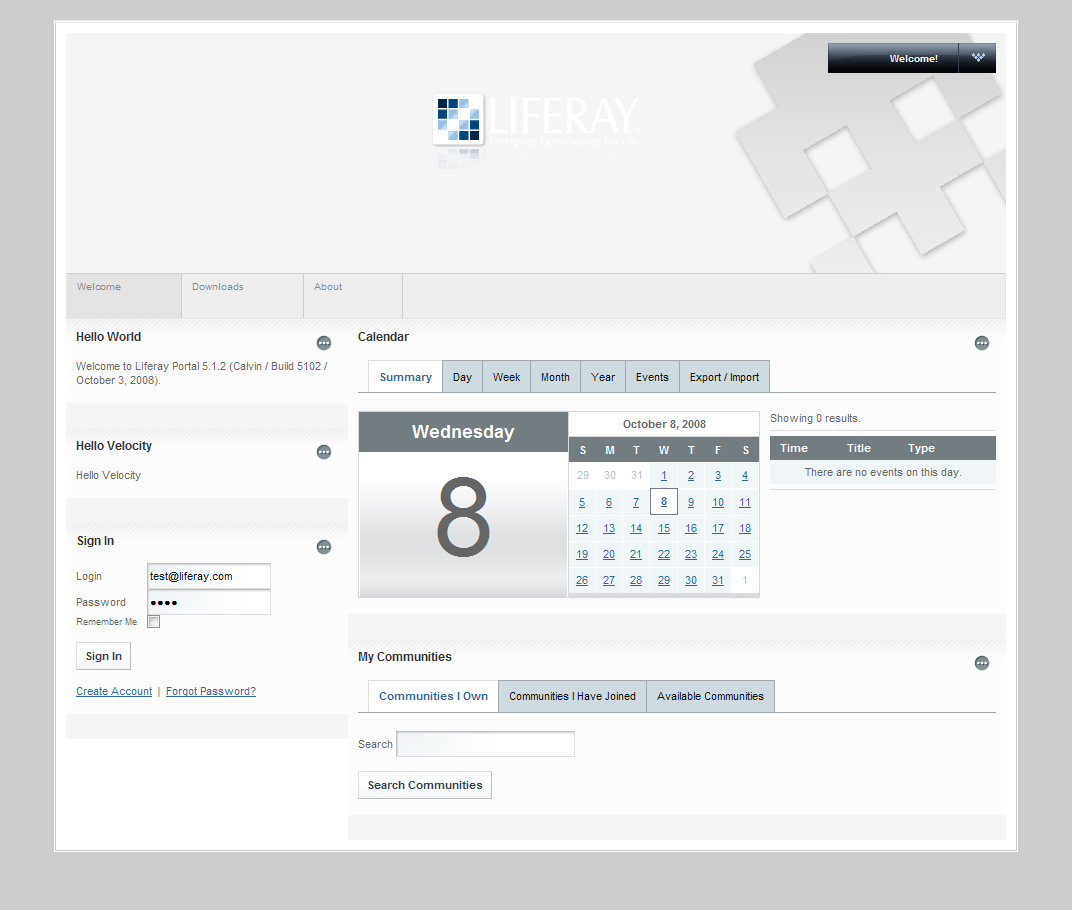 Welcome!
LIFERAY.
Enterprise. Open Source. For Life.
Welcome Downloads About
Hello World
Welcome to Liferay Portal 5.1.2 (Calvin / Build 5102 /
October 3, 2008).
Hello Velocity
Hello Velocity
Sign In
Login test@liferay.com
Password ••••
Remember Me
Sign In
Create Account | Forgot Password?
Calendar
Summary Day Week Month Year Events Export / Import
Wednesday
8
October 8, 2008
S M T W T F S
29 30 31 1 2 3 4
5 6 7 8 9 10 11
12 13 14 15 16 17 18
19 20 21 22 23 24 25
26 27 28 29 30 31 1
Showing 0 results.
Time Title Type
There are no events on this day.
My Communities
Communities I Own Communities I Have Joined Available Communities
Search
Search Communities